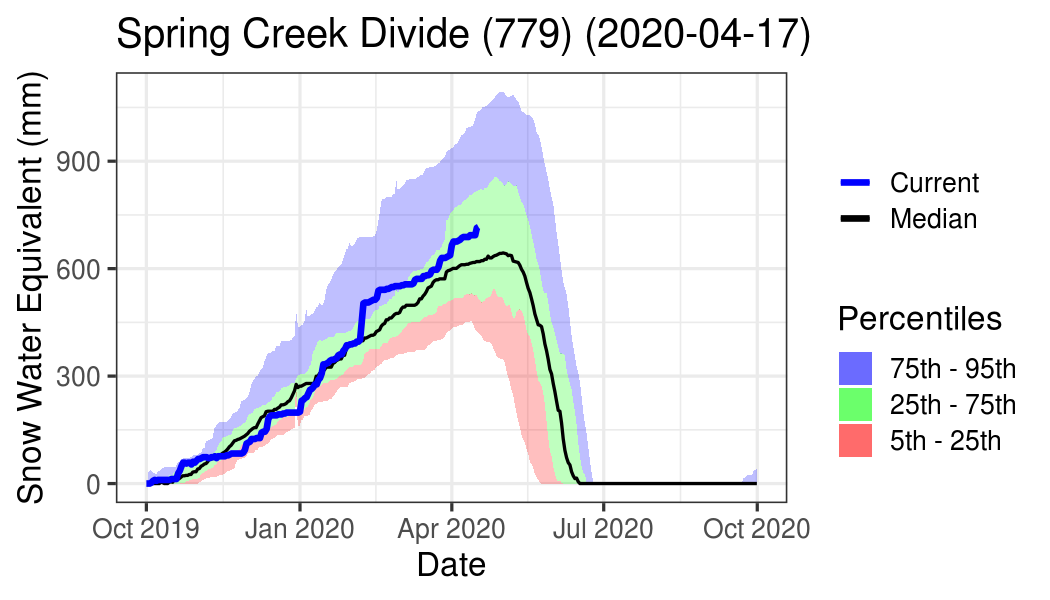 Spring Creek Divide (779) (2020-04-17)
Snow Water Equivalent (mm)
900
600
300
0
Oct 2019
Jan 2020
Apr 2020
Jul 2020
Oct 2020
Date
Current
Median
Percentiles
75th - 95th
25th - 75th
5th - 25th